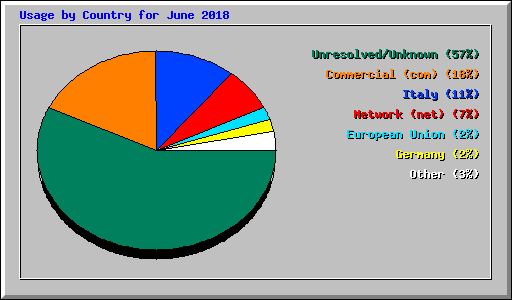 Usage by Country for June 2018
Unresolved/Unknown (57%)
Commercial (com) (18%)
Italy (11%)
Network (net) (7%)
European Union (2%)
Germany (2%)
Other (3%)